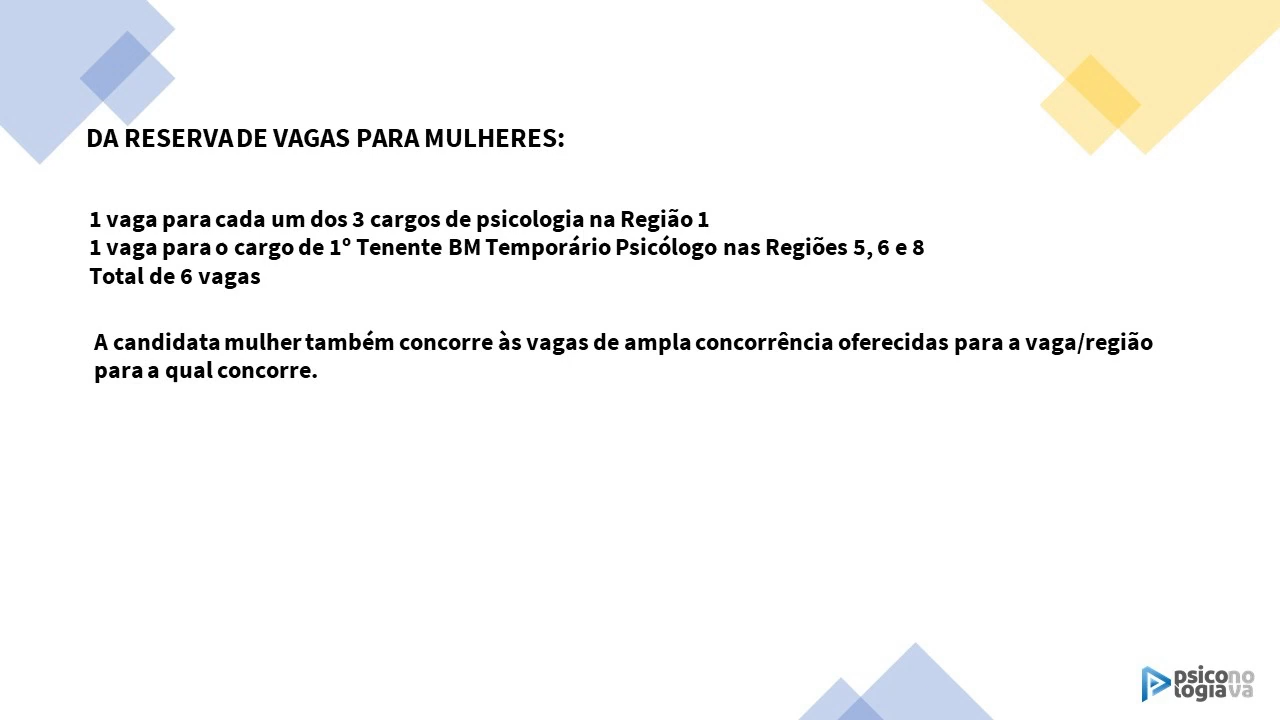 DA RESERVA DE VAGAS PARA MULHERES:
1 vaga para cada um dos 3 cargos de psicologia na Região 1
1 vaga para o cargo de 1º Tenente BM Temporário Psicólogo nas Regiões 5, 6 e 8
Total de 6 vagas
A candidata mulher também concorre às vagas de ampla concorrência oferecidas para a vaga/região
para a qual concorre.
psicono
logiava